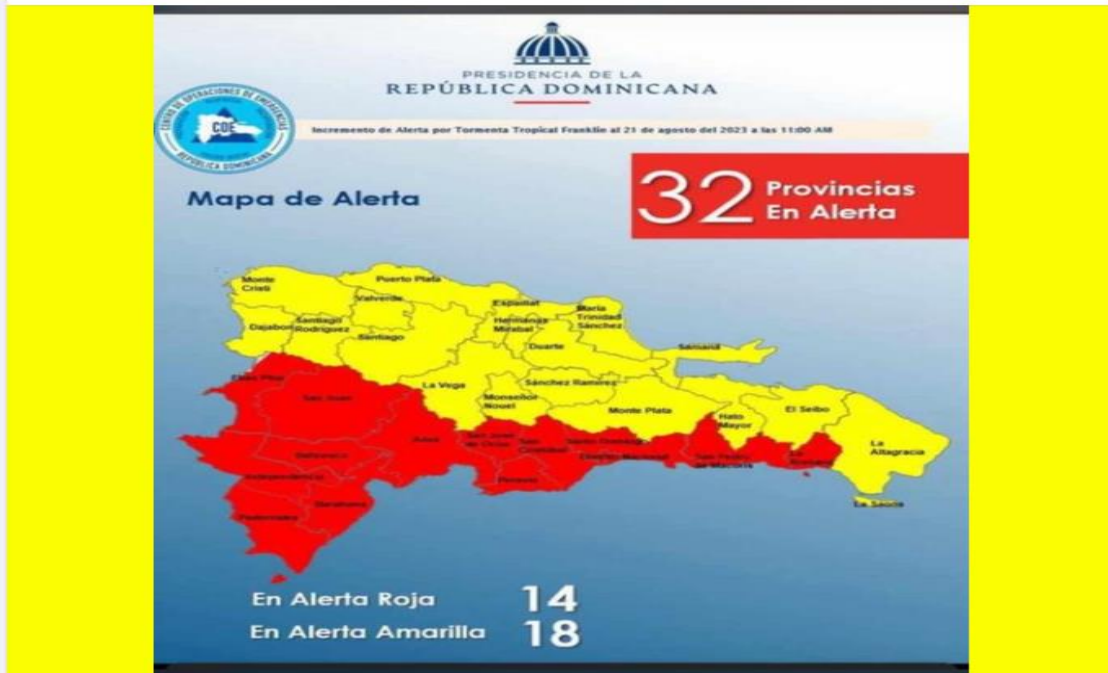 PRESIDENCIA DE LA
REPÚBLICA DOMINICANA
CENTRO DE OPERACIONES DE EMERGENCIAS
COE
REPÚBLICA DOMINICANA
Incremento de Alerta por Tormenta Tropical Franklin al 21 de agosto del 2023 a las 11:00 AM
Mapa de Alerta
32 Provincias
En Alerta
Monte
Cristi
Puerto Plata
Valverde
Espaillat
María
Trinidad
Sánchez
Dajabon
Santiago
Rodríguez
Santiago
Hermanas
Mirabal
Duarte
Samaná
Elías Piña
San Juan
La Vega
Sánchez Ramírez
Monseñor
Nouel
Monte Plata
Hato
Mayor
El Seibo
La
Altagracia
Azua
San José
de Ocoa
San
Cristóbal
Santo Domingo
Distrito Nacional
San Pedro
de Macorís
La
Romana
Bahoruco
Independencia
Peravia
Barahona
Pedernales
La Saona
En Alerta Roja 14
En Alerta Amarilla 18